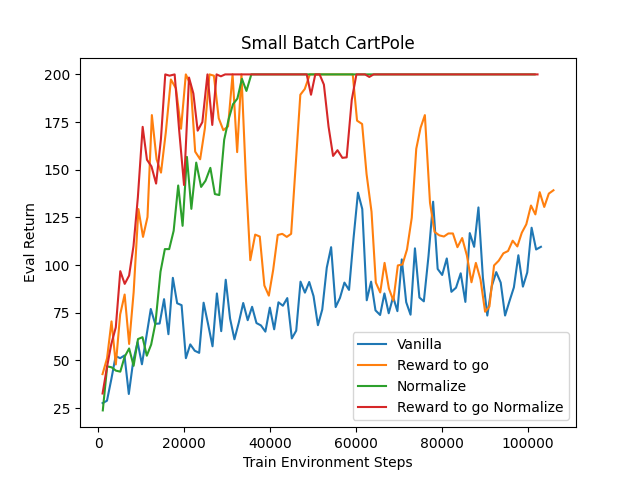 Small Batch CartPole
Eval Return
200
175
150
125
100
75
50
25
0
20000
40000
60000
80000
100000
Train Environment Steps
Vanilla
Reward to go
Normalize
Reward to go Normalize